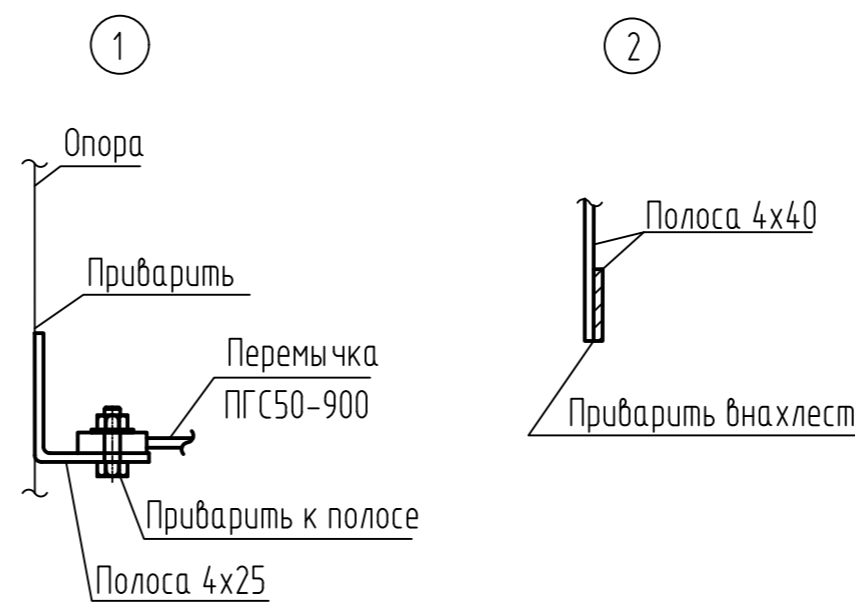 1
Опора
Приварить
Перемычка
ПГС50-900
Приварить к полосе
Полоса 4х25
2
Полоса 4х40
Приварить внахлест